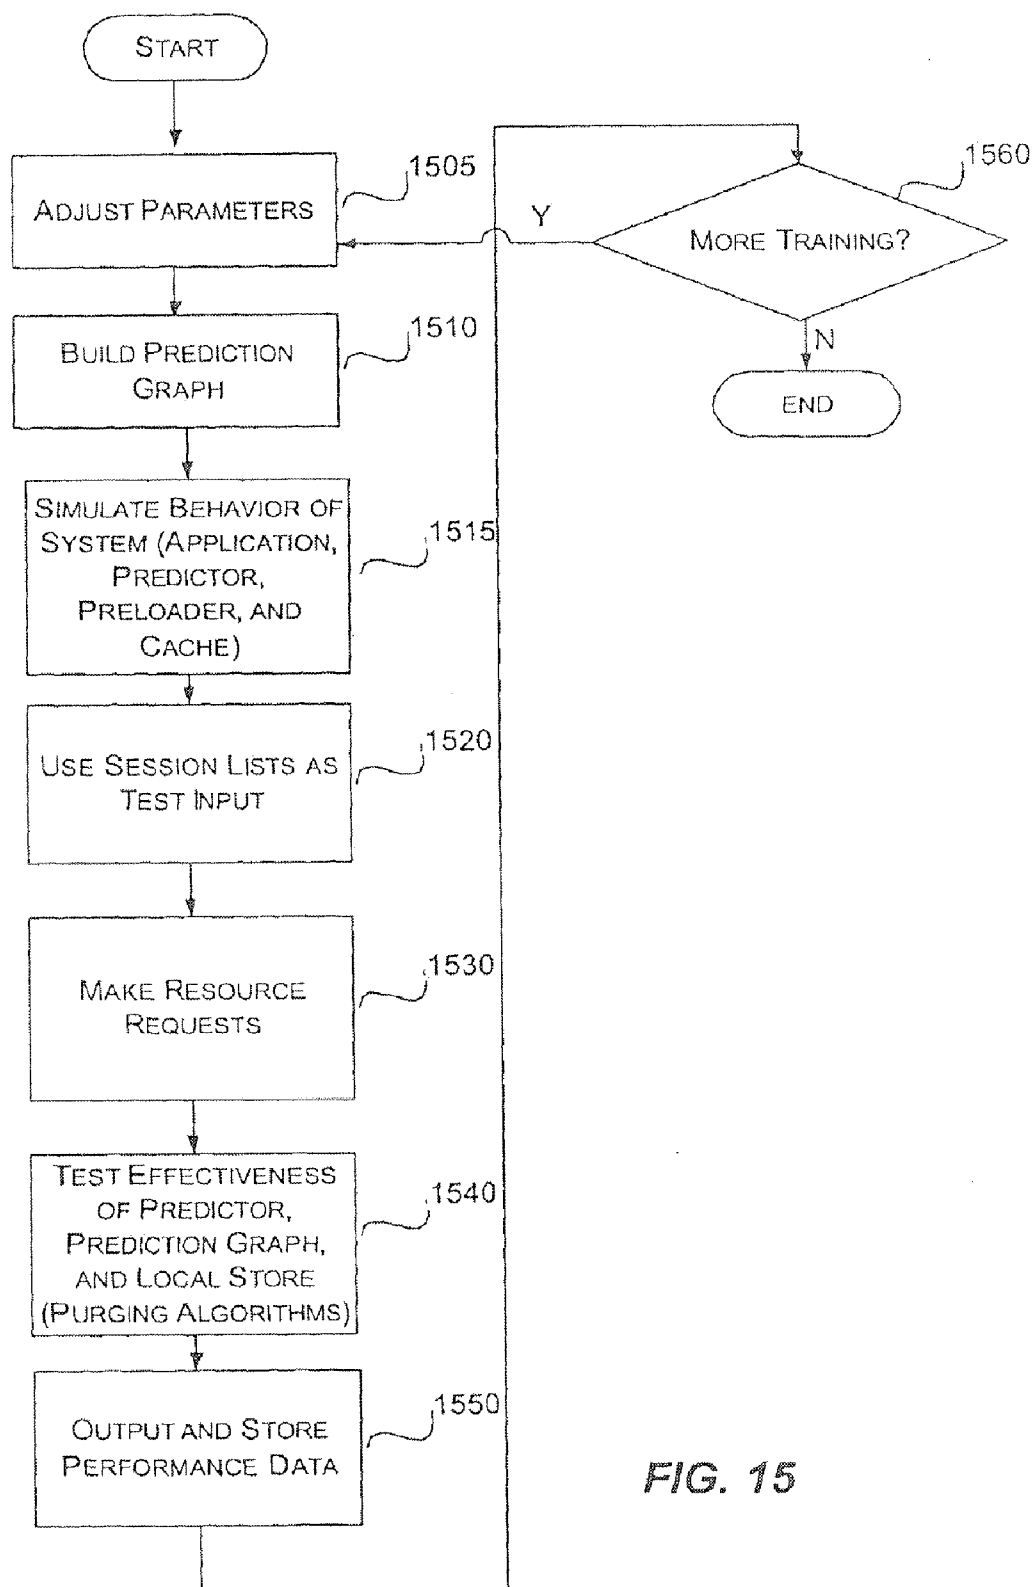 START
ADJUST PARAMETERS
1505
BUILD PREDICTION
GRAPH
1510
SIMULATE BEHAVIOR OF
SYSTEM (APPLICATION,
PREDICTOR,
PRELOADER, AND
CACHE)
1515
USE SESSION LISTS AS
TEST INPUT
1520
MAKE RESOURCE
REQUESTS
1530
TEST EFFECTIVENESS
OF PREDICTOR,
PREDICTION GRAPH,
AND LOCAL STORE
(PURGING ALGORITHMS)
1540
OUTPUT AND STORE
PERFORMANCE DATA
1550
MORE TRAINING?
1560
Y
N
END
FIG. 15